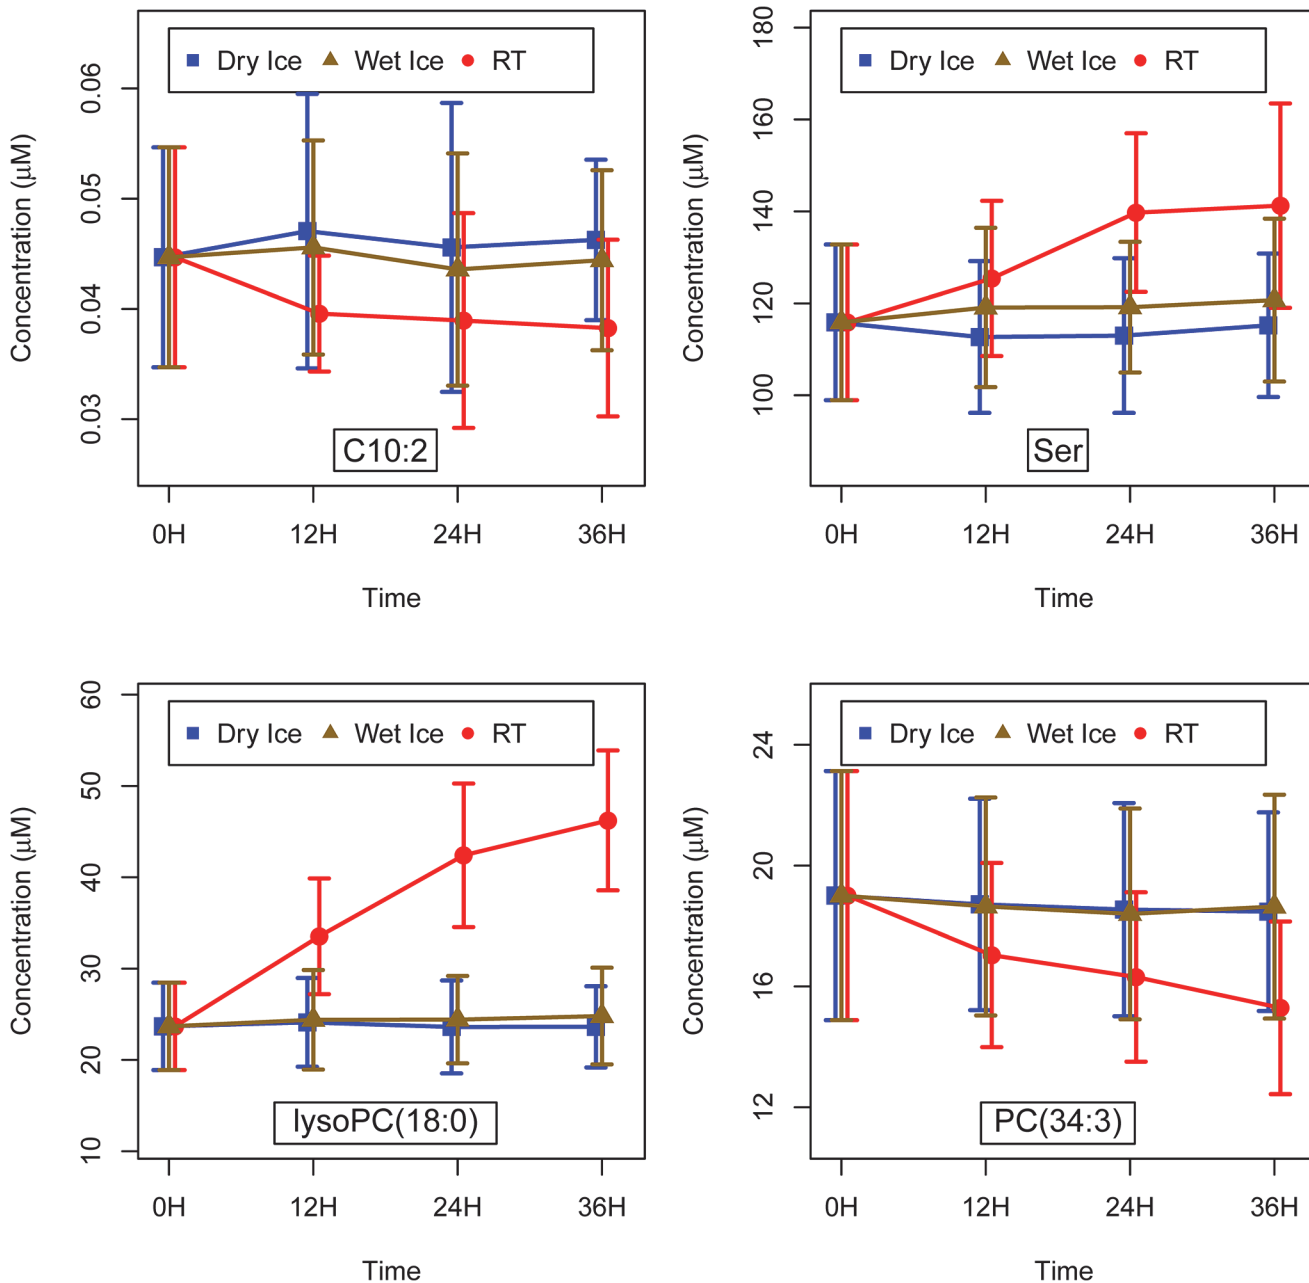 Dry Ice Wet Ice RT
Concentration (μM)
0.06
0.05
0.04
0.03
C10:2
0H 12H 24H 36H
Time
Dry Ice Wet Ice RT
Concentration (μM)
180
160
140
120
100
Ser
0H 12H 24H 36H
Time
Dry Ice Wet Ice RT
Concentration (μM)
60
50
40
30
20
10
lysoPC(18:0)
0H 12H 24H 36H
Time
Dry Ice Wet Ice RT
Concentration (μM)
24
20
16
12
PC(34:3)
0H 12H 24H 36H
Time